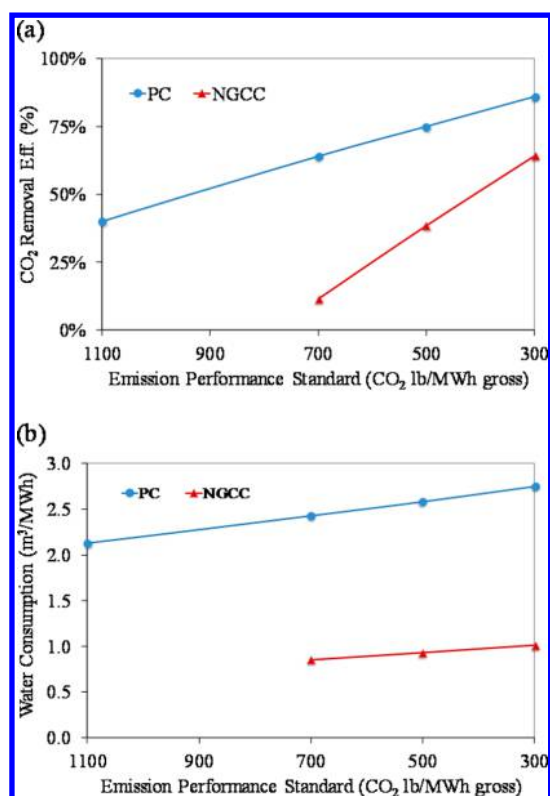 (a)
100%
75%
50%
25%
0%
CO₂ Removal Eff. (%)
PC NGCC
1100 900 700 500 300
Emission Performance Standard (CO₂ lb/MWh gross)
(b)
3.0
2.5
2.0
1.5
1.0
0.5
0.0
Water Consumption (m³/MWh)
PC NGCC
1100 900 700 500 300
Emission Performance Standard (CO₂ lb/MWh gross)